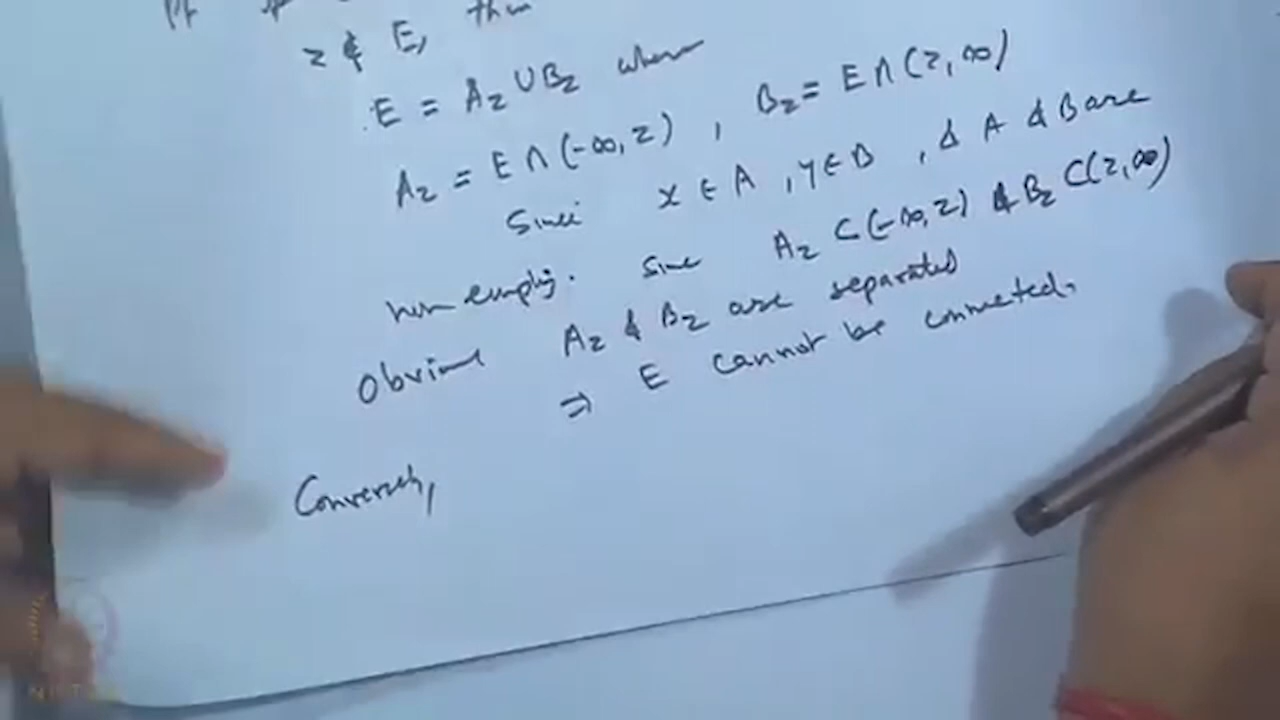 z ∉ E, then
E = A_z ∪ B_z where
A_z = E ∩ (-∞, z) , B_z = E ∩ (z, ∞)
Since x ∈ A , y ∈ B , & A & B are
non empty. Since A_z ⊂ (-∞, z) & B_z ⊂ (z, ∞)
Obvious A_z & B_z are separated
⇒ E cannot be connected.
Conversely,